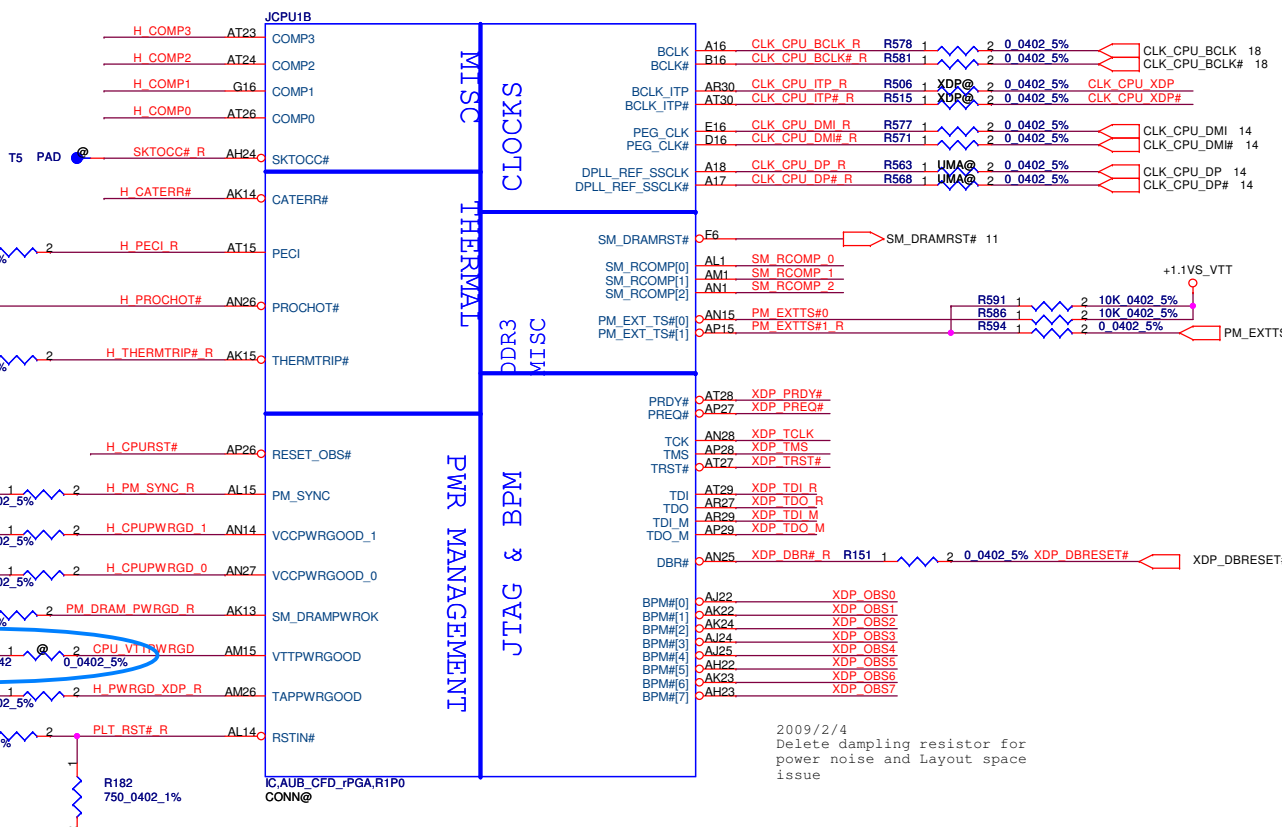 JCPU1B
H_COMP3 AT23 COMP3
H_COMP2 AT24 COMP2
H_COMP1 G16 COMP1
H_COMP0 AT26 COMP0
T5 PAD @ SKTOCC#_R AH24 SKTOCC#
MISC
H_CATERR# AK14 CATERR#
2 H_PECI_R AT15 PECI
%
H_PROCHOT# AN26 PROCHOT#
2 H_THERMTRIP#_R AK15 THERMTRIP#
%
THERMAL
H_CPURST# AP26 RESET_OBS#
1 2 H_PM_SYNC_R AL15 PM_SYNC
02_5%
1 2 H_CPUPWRGD_1 AN14 VCCPWRGOOD_1
02_5%
1 2 H_CPUPWRGD_0 AN27 VCCPWRGOOD_0
02_5%
2 PM_DRAM_PWRGD_R AK13 SM_DRAMPWROK
%
1 @ 2 CPU_VTTPWRGD AM15 VTTPWRGOOD
42 0_0402_5%
1 2 H_PWRGD_XDP_R AM26 TAPPWRGOOD
02_5%
2 PLT_RST#_R AL14 RSTIN#
%
PWR MANAGEMENT
1
R182
750_0402_1%
IC,AUB_CFD_rPGA,R1P0
CONN@
CLOCKS
BCLK A16 CLK_CPU_BCLK_R R578 1 2 0_0402_5% CLK_CPU_BCLK 18
BCLK# B16 CLK_CPU_BCLK#_R R581 1 2 0_0402_5% CLK_CPU_BCLK# 18
BCLK_ITP AR30 CLK_CPU_ITP_R R506 1 XDP@ 2 0_0402_5% CLK_CPU_XDP
BCLK_ITP# AT30 CLK_CPU_ITP#_R R515 1 XDP@ 2 0_0402_5% CLK_CPU_XDP#
PEG_CLK E16 CLK_CPU_DMI_R R577 1 2 0_0402_5% CLK_CPU_DMI 14
PEG_CLK# D16 CLK_CPU_DMI#_R R571 1 2 0_0402_5% CLK_CPU_DMI# 14
DPLL_REF_SSCLK A18 CLK_CPU_DP_R R563 1 UMA@ 2 0_0402_5% CLK_CPU_DP 14
DPLL_REF_SSCLK# A17 CLK_CPU_DP#_R R568 1 UMA@ 2 0_0402_5% CLK_CPU_DP# 14
DDR3
MISC
SM_DRAMRST# F6 SM_DRAMRST# 11
SM_RCOMP[0] AL1 SM_RCOMP_0
SM_RCOMP[1] AM1 SM_RCOMP_1
SM_RCOMP[2] AN1 SM_RCOMP_2
+1.1VS_VTT
R591 1 2 10K_0402_5%
PM_EXT_TS#[0] AN15 PM_EXTTS#0 R586 1 2 10K_0402_5%
PM_EXT_TS#[1] AP15 PM_EXTTS#1_R R594 1 2 0_0402_5% PM_EXTTS
JTAG & BPM
PRDY# AT28 XDP_PRDY#
PREQ# AP27 XDP_PREQ#
TCK AN28 XDP_TCLK
TMS AP28 XDP_TMS
TRST# AT27 XDP_TRST#
TDI AT29 XDP_TDI_R
TDO AR27 XDP_TDO_R
TDI_M AR29 XDP_TDI_M
TDO_M AP29 XDP_TDO_M
DBR# AN25 XDP_DBR#_R R151 1 2 0_0402_5% XDP_DBRESET# XDP_DBRESET#
BPM#[0] AJ22 XDP_OBS0
BPM#[1] AK22 XDP_OBS1
BPM#[2] AK24 XDP_OBS2
BPM#[3] AJ24 XDP_OBS3
BPM#[4] AJ25 XDP_OBS4
BPM#[5] AH22 XDP_OBS5
BPM#[6] AK23 XDP_OBS6
BPM#[7] AH23 XDP_OBS7
2009/2/4
Delete dampling resistor for
power noise and Layout space
issue